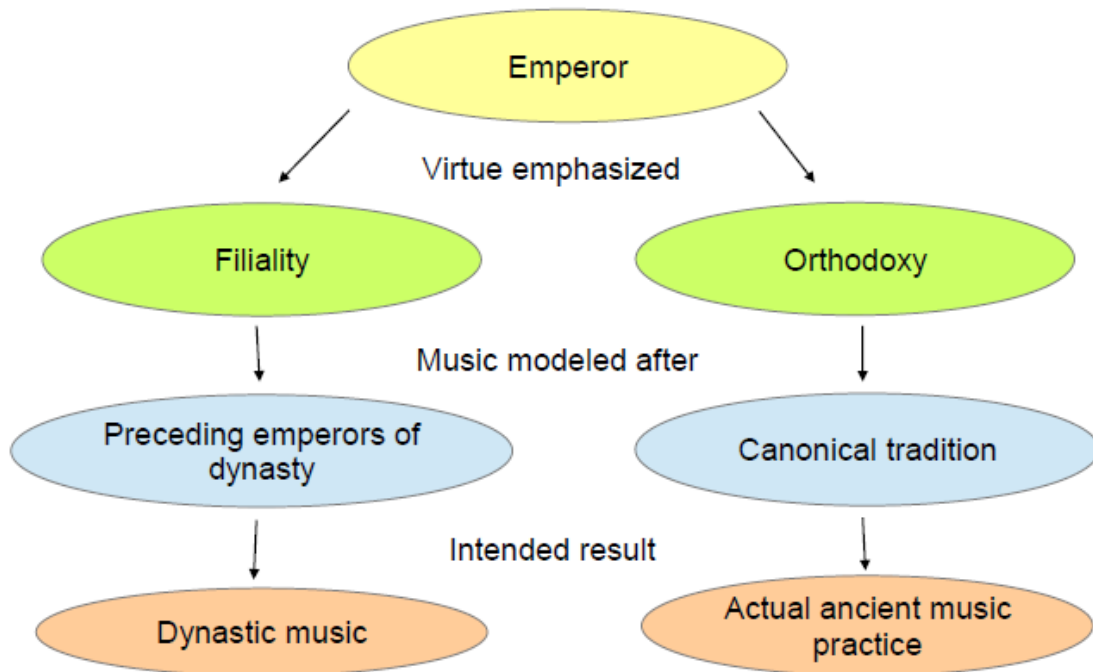 Emperor
Virtue emphasized
Filiality
Orthodoxy
Music modeled after
Preceding emperors of
dynasty
Canonical tradition
Intended result
Dynastic music
Actual ancient music
practice